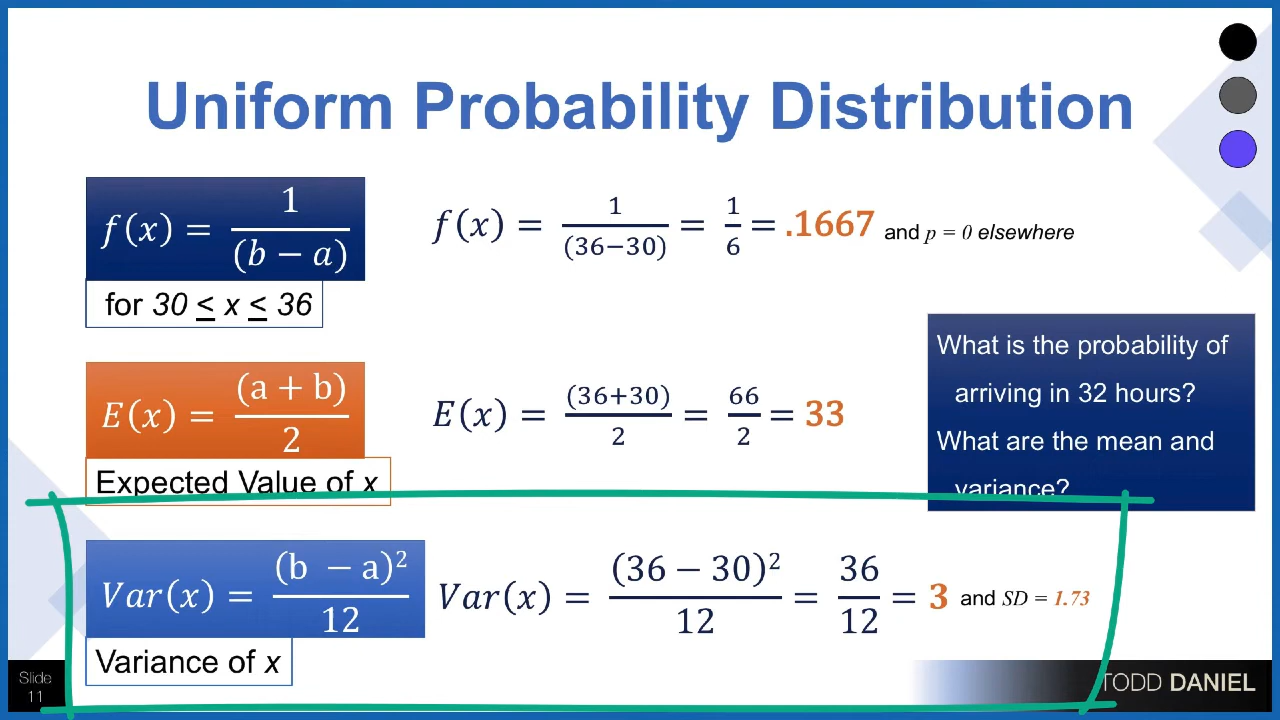 Uniform Probability Distribution
f(x) = 1/(b − a)
f(x) = 1/(36−30) = 1/6 = .1667 and p = 0 elsewhere
for 30 ≤ x ≤ 36
What is the probability of
arriving in 32 hours?
What are the mean and
variance?
E(x) = (a + b)/2
E(x) = (36+30)/2 = 66/2 = 33
Expected Value of x
Var(x) = (b − a)²/12
Var(x) = (36 − 30)²/12 = 36/12 = 3 and SD = 1.73
Variance of x
Slide
11
TODD DANIEL